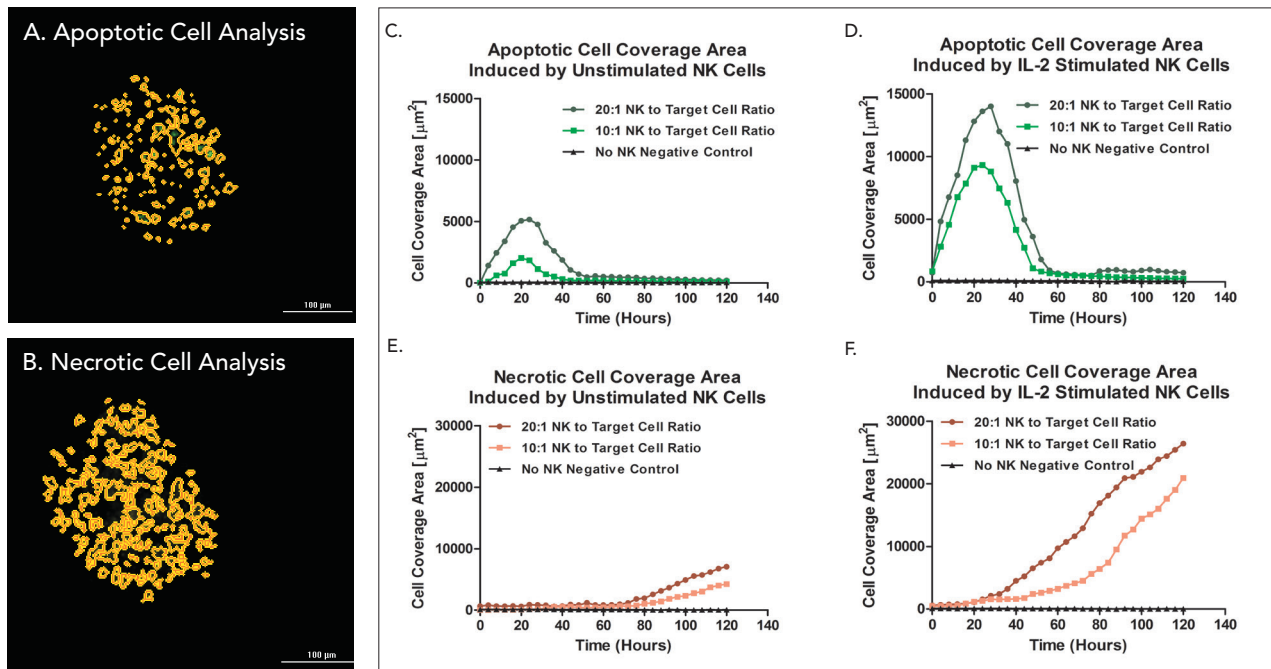 A. Apoptotic Cell Analysis
100 µm
B. Necrotic Cell Analysis
100 µm
C.
Apoptotic Cell Coverage Area
Induced by Unstimulated NK Cells
20:1 NK to Target Cell Ratio
10:1 NK to Target Cell Ratio
No NK Negative Control
Cell Coverage Area [µm²]
15000
10000
5000
0
0 20 40 60 80 100 120 140
Time (Hours)
D.
Apoptotic Cell Coverage Area
Induced by IL-2 Stimulated NK Cells
20:1 NK to Target Cell Ratio
10:1 NK to Target Cell Ratio
No NK Negative Control
Cell Coverage Area [µm²]
15000
10000
5000
0
0 20 40 60 80 100 120 140
Time (Hours)
E.
Necrotic Cell Coverage Area
Induced by Unstimulated NK Cells
20:1 NK to Target Cell Ratio
10:1 NK to Target Cell Ratio
No NK Negative Control
Cell Coverage Area [µm²]
30000
20000
10000
0
0 20 40 60 80 100 120 140
Time (Hours)
F.
Necrotic Cell Coverage Area
Induced by IL-2 Stimulated NK Cells
20:1 NK to Target Cell Ratio
10:1 NK to Target Cell Ratio
No NK Negative Control
Cell Coverage Area [µm²]
30000
20000
10000
0
0 20 40 60 80 100 120 140
Time (Hours)